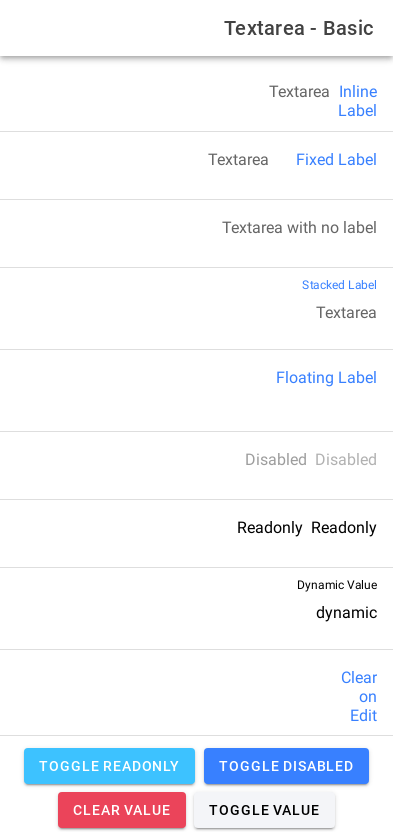 Textarea - Basic
Textarea Inline
Label
Textarea Fixed Label
Textarea with no label
Stacked Label
Textarea
Floating Label
Disabled Disabled
Readonly Readonly
Dynamic Value
dynamic
Clear
on
Edit
TOGGLE READONLY TOGGLE DISABLED
CLEAR VALUE TOGGLE VALUE